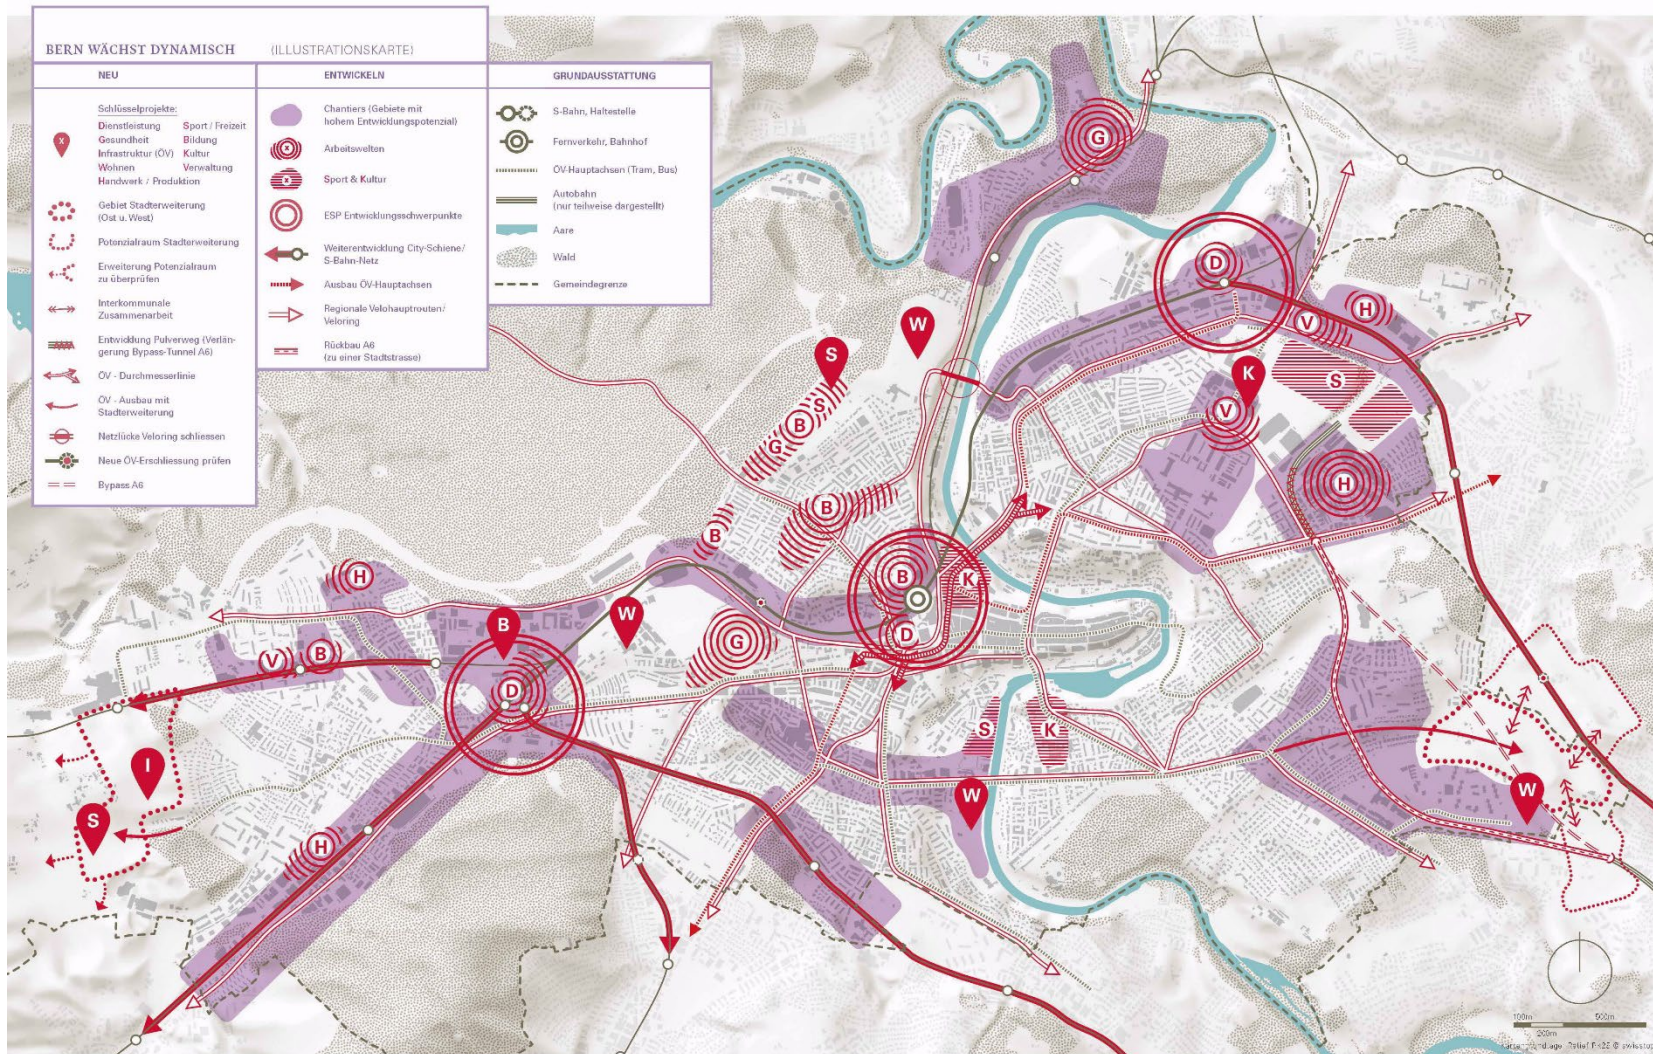 BERN WÄCHST DYNAMISCH (ILLUSTRATIONSKARTE)
NEU
Schlüsselprojekte:
Dienstleistung Sport / Freizeit
Gesundheit Bildung
Infrastruktur (ÖV) Kultur
Wohnen Verwaltung
Handwerk / Produktion
X
Gebiet Stadterweiterung
(Ost u. West)
Potenzialraum Stadterweiterung
Erweiterung Potenzialraum
zu überprüfen
Interkommunale
Zusammenarbeit
Entwicklung Pulverweg (Verlän-
gerung Bypass-Tunnel A6)
ÖV - Durchmesserlinie
ÖV - Ausbau mit
Stadterweiterung
Netzlücke Veloring schliessen
Neue ÖV-Erschliessung prüfen
Bypass A6
ENTWICKELN
Chantiers (Gebiete mit
hohem Entwicklungspotenzial)
X
Arbeitswelten
X
Sport & Kultur
ESP Entwicklungsschwerpunkte
Weiterentwicklung City-Schiene/
S-Bahn-Netz
Ausbau ÖV-Hauptachsen
Regionale Velohauptrouten/
Veloring
Rückbau A6
(zu einer Stadtstrasse)
GRUNDAUSSTATTUNG
S-Bahn, Haltestelle
Fernverkehr, Bahnhof
ÖV-Hauptachsen (Tram, Bus)
Autobahn
(nur teilweise dargestellt)
Aare
Wald
Gemeindegrenze
G
D
H
V
W
S
K
S
S
V
B
G
H
B
B
H
B
K
B
W
D
G
V
B
D
S
K
I
W
W
S
H
100m 500m
200m